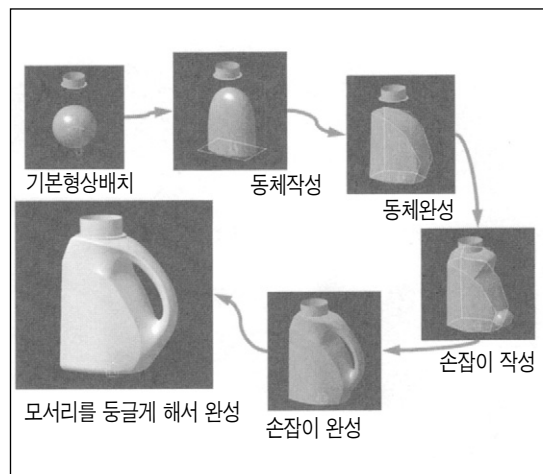 기본형상배치
동체작성
동체완성
손잡이 작성
손잡이 완성
모서리를 둥글게 해서 완성